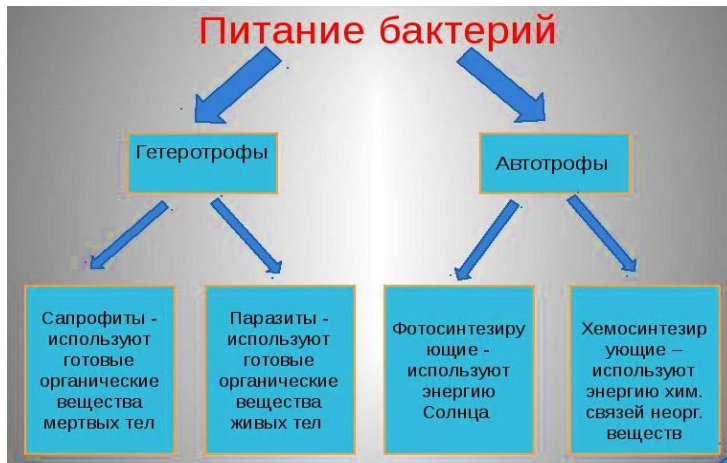 Питание бактерий
Гетеротрофы
Автотрофы
Сапрофиты -
используют
готовые
органические
вещества
мертвых тел
Паразиты -
используют
готовые
органические
вещества
живых тел
Фотосинтезиру
ющие -
используют
энергию
Солнца
Хемосинтезир
ующие –
используют
энергию хим.
связей неорг.
веществ